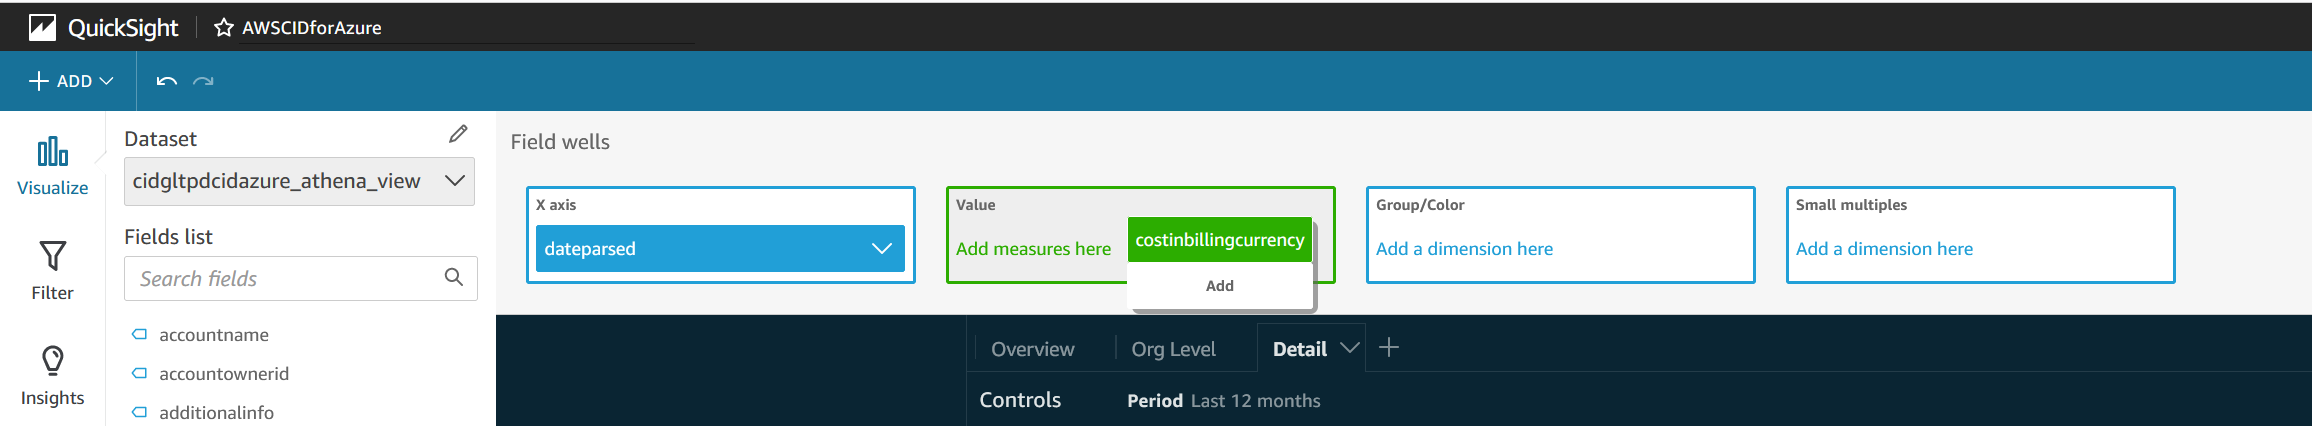 QuickSight
AWSCIDforAzure
ADD
Visualize
Filter
Insights
Dataset
cidgltpdcidazure_athena_view
Fields list
Search fields
accountname
accountownerid
additionalinfo
Field wells
X axis
dateparsed
Value
Add measures here
costinbillingcurrency
Add
Group/Color
Add a dimension here
Small multiples
Add a dimension here
Overview
Org Level
Detail
Controls
Period Last 12 months